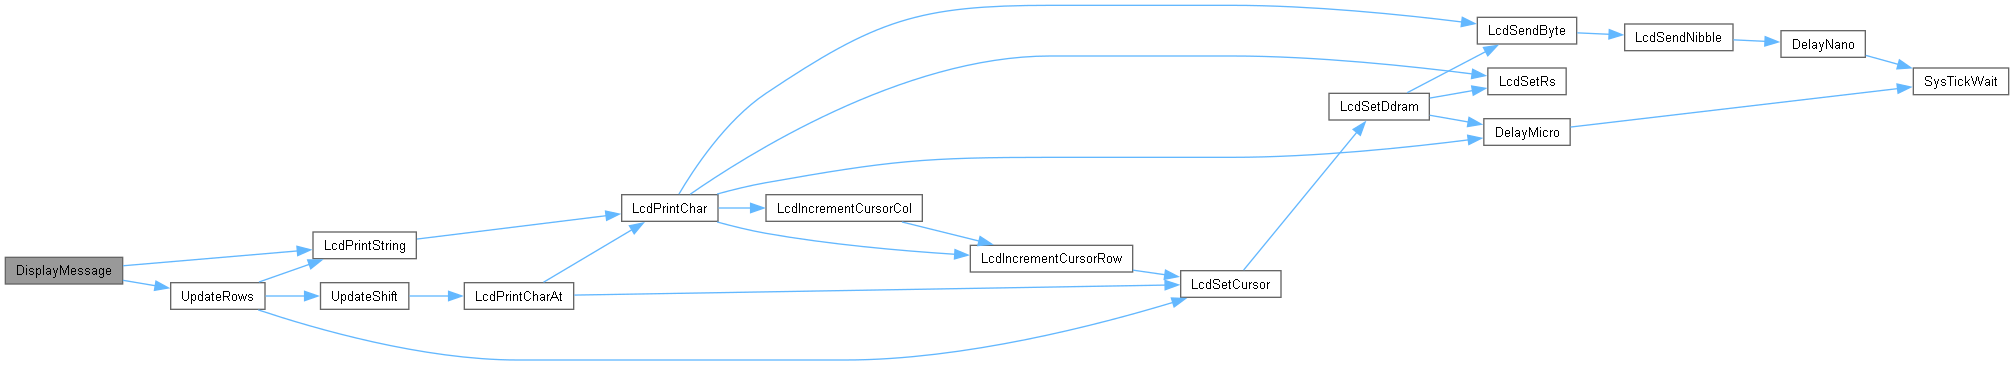 DisplayMessage
LcdPrintString
UpdateRows
UpdateShift
LcdPrintCharAt
LcdPrintChar
LcdIncrementCursorCol
LcdIncrementCursorRow
LcdSetCursor
LcdSetDdram
LcdSendByte
LcdSetRs
DelayMicro
LcdSendNibble
DelayNano
SysTickWait